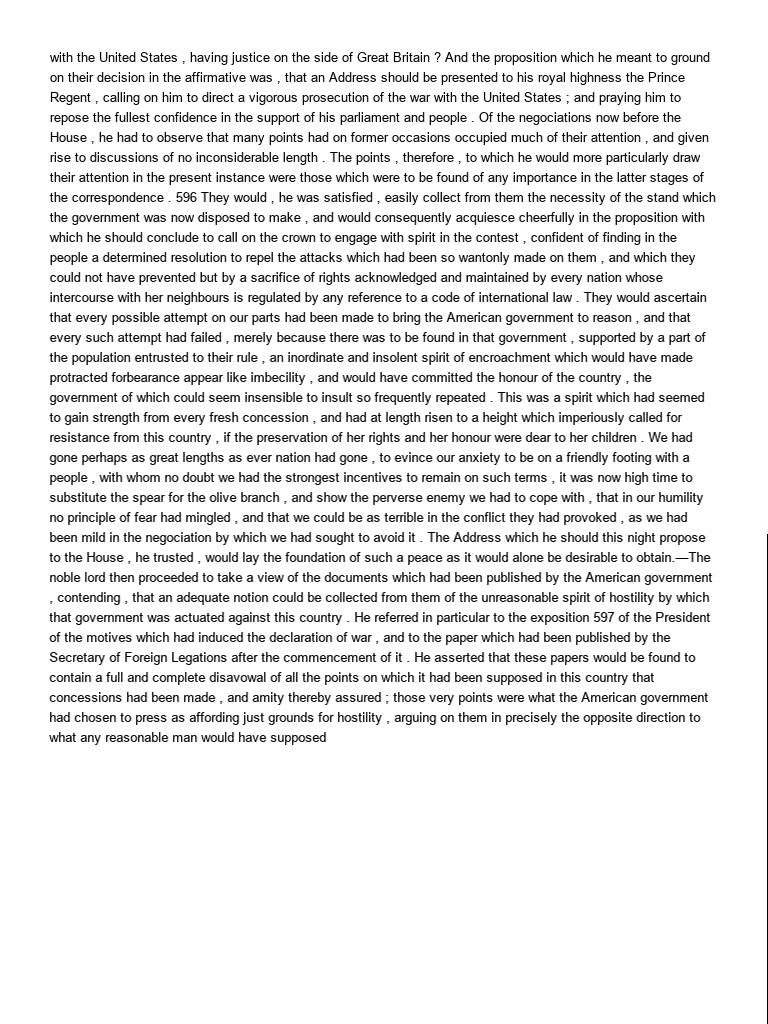 with the United States , having justice on the side of Great Britain ? And the proposition which he meant to ground
on their decision in the affirmative was , that an Address should be presented to his royal highness the Prince
Regent , calling on him to direct a vigorous prosecution of the war with the United States ; and praying him to
repose the fullest confidence in the support of his parliament and people . Of the negociations now before the
House , he had to observe that many points had on former occasions occupied much of their attention , and given
rise to discussions of no inconsiderable length . The points , therefore , to which he would more particularly draw
their attention in the present instance were those which were to be found of any importance in the latter stages of
the correspondence . 596 They would , he was satisfied , easily collect from them the necessity of the stand which
the government was now disposed to make , and would consequently acquiesce cheerfully in the proposition with
which he should conclude to call on the crown to engage with spirit in the contest , confident of finding in the
people a determined resolution to repel the attacks which had been so wantonly made on them , and which they
could not have prevented but by a sacrifice of rights acknowledged and maintained by every nation whose
intercourse with her neighbours is regulated by any reference to a code of international law . They would ascertain
that every possible attempt on our parts had been made to bring the American government to reason , and that
every such attempt had failed , merely because there was to be found in that government , supported by a part of
the population entrusted to their rule , an inordinate and insolent spirit of encroachment which would have made
protracted forbearance appear like imbecility , and would have committed the honour of the country , the
government of which could seem insensible to insult so frequently repeated . This was a spirit which had seemed
to gain strength from every fresh concession , and had at length risen to a height which imperiously called for
resistance from this country , if the preservation of her rights and her honour were dear to her children . We had
gone perhaps as great lengths as ever nation had gone , to evince our anxiety to be on a friendly footing with a
people , with whom no doubt we had the strongest incentives to remain on such terms , it was now high time to
substitute the spear for the olive branch , and show the perverse enemy we had to cope with , that in our humility
no principle of fear had mingled , and that we could be as terrible in the conflict they had provoked , as we had
been mild in the negociation by which we had sought to avoid it . The Address which he should this night propose
to the House , he trusted , would lay the foundation of such a peace as it would alone be desirable to obtain.—The
noble lord then proceeded to take a view of the documents which had been published by the American government
, contending , that an adequate notion could be collected from them of the unreasonable spirit of hostility by which
that government was actuated against this country . He referred in particular to the exposition 597 of the President
of the motives which had induced the declaration of war , and to the paper which had been published by the
Secretary of Foreign Legations after the commencement of it . He asserted that these papers would be found to
contain a full and complete disavowal of all the points on which it had been supposed in this country that
concessions had been made , and amity thereby assured ; those very points were what the American government
had chosen to press as affording just grounds for hostility , arguing on them in precisely the opposite direction to
what any reasonable man would have supposed